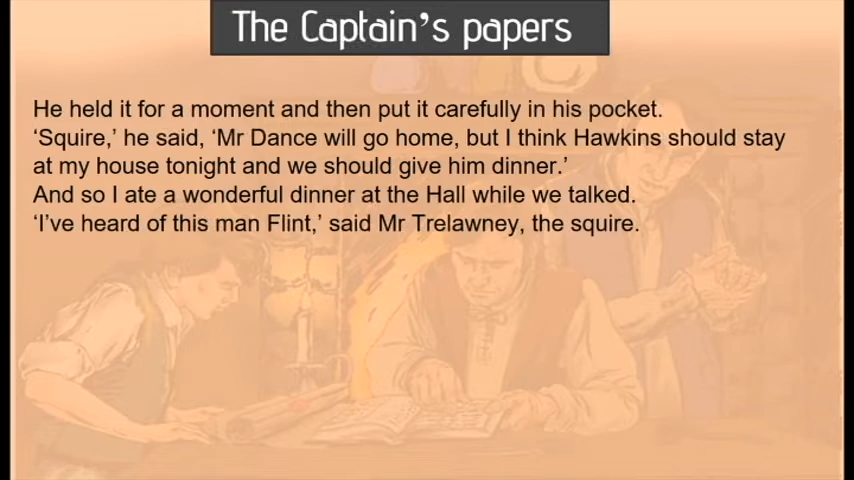 The Captain's papers
He held it for a moment and then put it carefully in his pocket.
‘Squire,’ he said, ‘Mr Dance will go home, but I think Hawkins should stay
at my house tonight and we should give him dinner.’
And so I ate a wonderful dinner at the Hall while we talked.
‘I’ve heard of this man Flint,’ said Mr Trelawney, the squire.